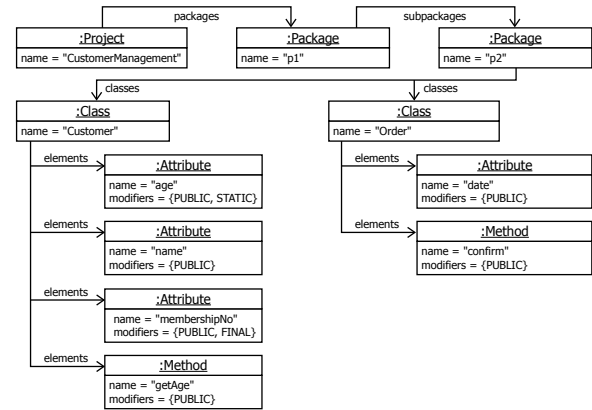 packages
subpackages
:Project
name = "CustomerManagement"
:Package
name = "p1"
:Package
name = "p2"
classes
classes
:Class
name = "Customer"
:Class
name = "Order"
elements
:Attribute
name = "age"
modifiers = {PUBLIC, STATIC}
elements
:Attribute
name = "name"
modifiers = {PUBLIC}
elements
:Attribute
name = "membershipNo"
modifiers = {PUBLIC, FINAL}
elements
:Method
name = "getAge"
modifiers = {PUBLIC}
elements
:Attribute
name = "date"
modifiers = {PUBLIC}
elements
:Method
name = "confirm"
modifiers = {PUBLIC}